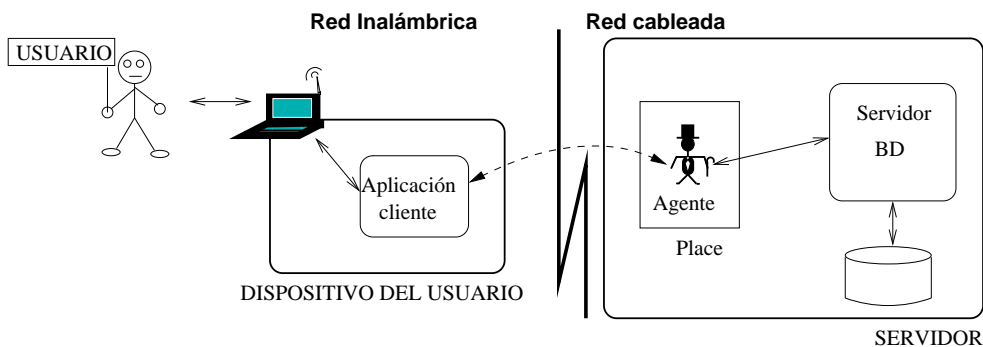 Red Inalámbrica
Red cableada
USUARIO
Servidor
BD
Aplicación
cliente
Agente
Place
DISPOSITIVO DEL USUARIO
SERVIDOR